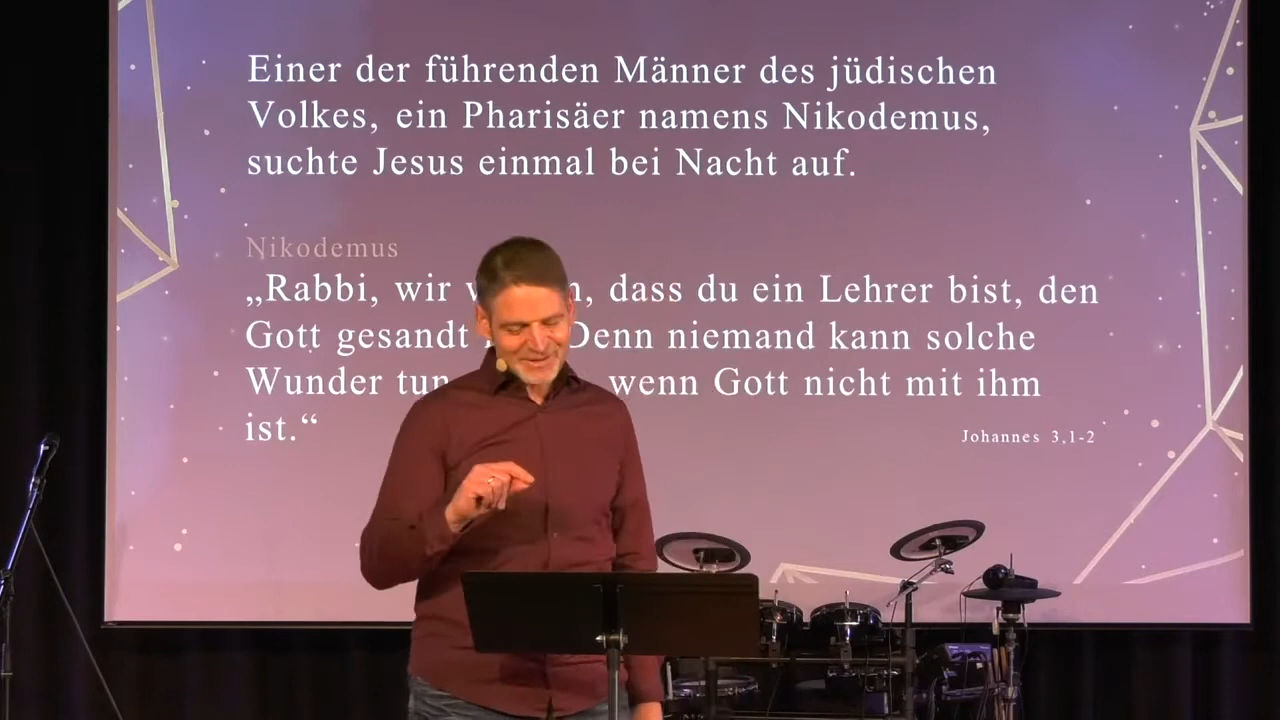 Einer der führenden Männer des jüdischen
Volkes, ein Pharisäer namens Nikodemus,
suchte Jesus einmal bei Nacht auf.
Nikodemus
„Rabbi, wir dass du ein Lehrer bist, den
Gott gesandt Denn niemand kann solche
Wunder tun wenn Gott nicht mit ihm
ist.“
Johannes 3,1-2